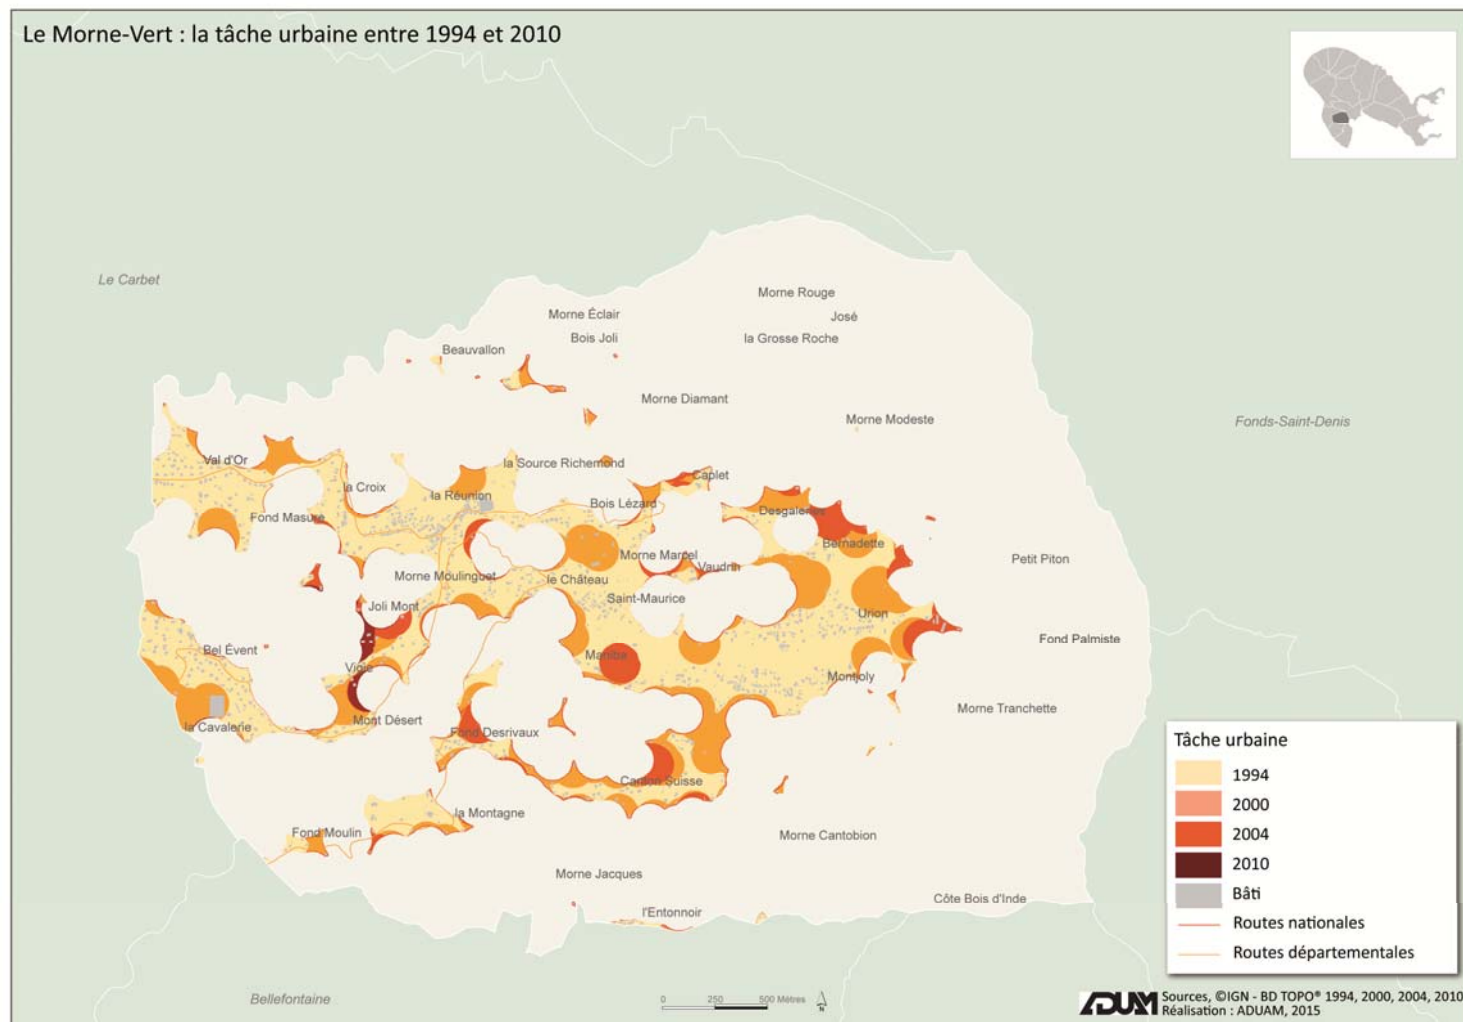 Le Morne-Vert : la tâche urbaine entre 1994 et 2010
Le Carbet
Morne Rouge
Morne Éclair
José
Bois Joli
la Grosse Roche
Beauvallon
Morne Diamant
Morne Modeste
Fonds-Saint-Denis
Val d'Or
la Source Richemond
Caplet
la Croix
la Réunion
Bois Lézard
Desgaleries
Fond Masure
Bernadette
Morne Marcel
Petit Piton
Vaudrin
Morne Moulinguet
le Château
Saint-Maurice
Joli Mont
Urion
Fond Palmiste
Bel Évent
Maniba
Vigie
Montjoly
Morne Tranchette
Mont Désert
la Cavalerie
Fond Desrivaux
Canton Suisse
la Montagne
Fond Moulin
Morne Cantobion
Morne Jacques
Côte Bois d'Inde
l'Entonnoir
Bellefontaine
Tâche urbaine
1994
2000
2004
2010
Bâti
Routes nationales
Routes départementales
0 250 500 Mètres
N
ADUAM
Sources, ©IGN - BD TOPO® 1994, 2000, 2004, 2010
Réalisation : ADUAM, 2015